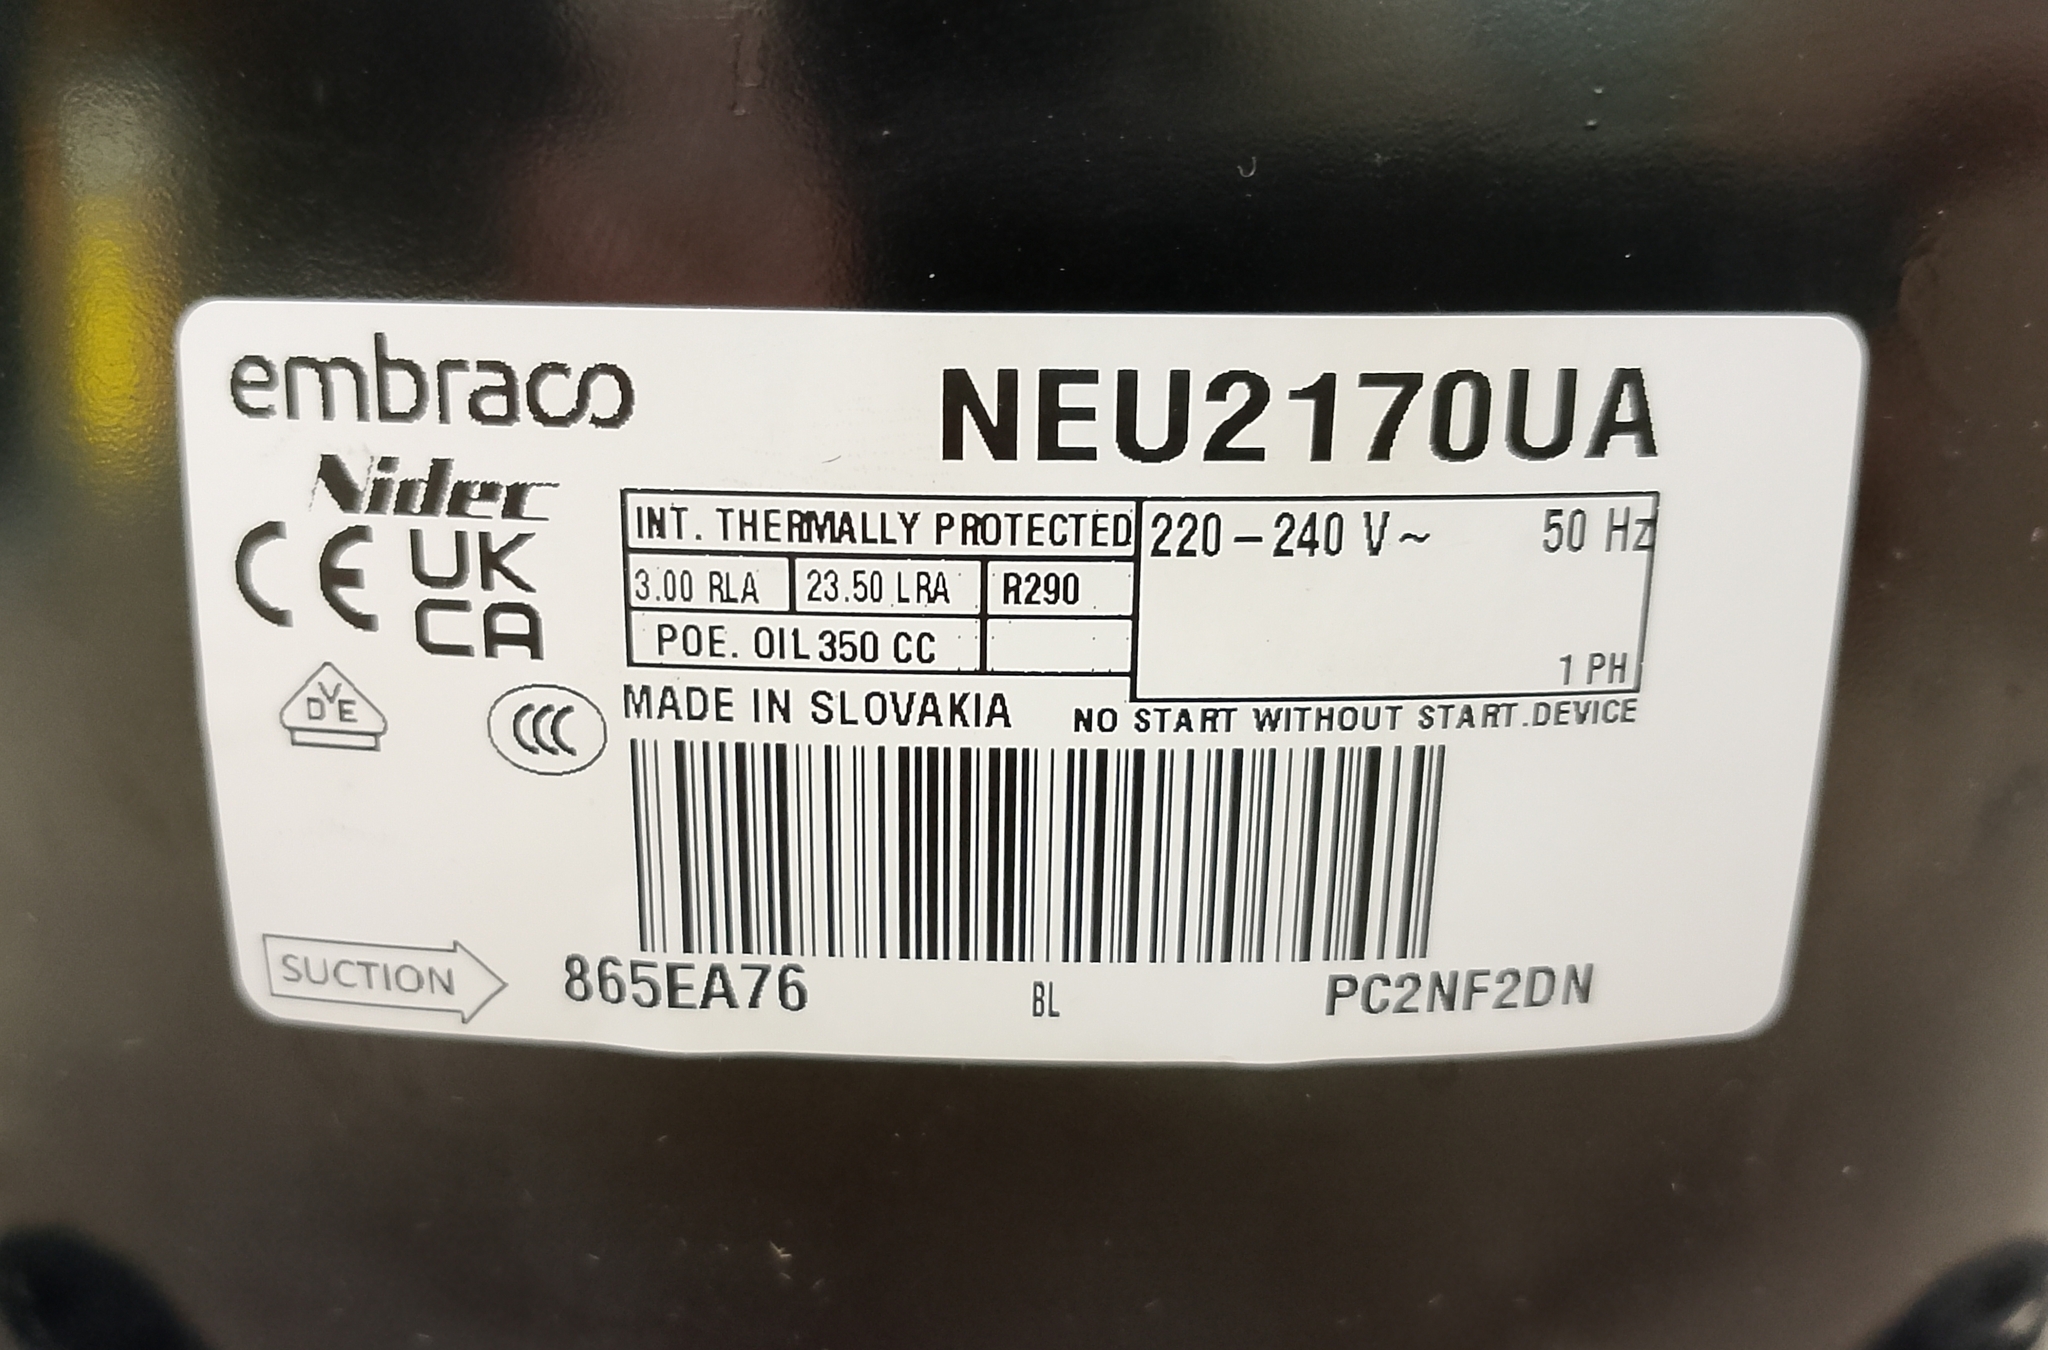 embraco
NEU2170UA
Nidec
CE UK
CA
INT. THERMALLY PROTECTED
3.00 RLA 23.50 LRA R290
POE. OIL 350 CC
220-240 V~ 50 Hz
1 PH
DVE
CCC
MADE IN SLOVAKIA
NO START WITHOUT START.DEVICE
SUCTION
865EA76 BL PC2NF2DN